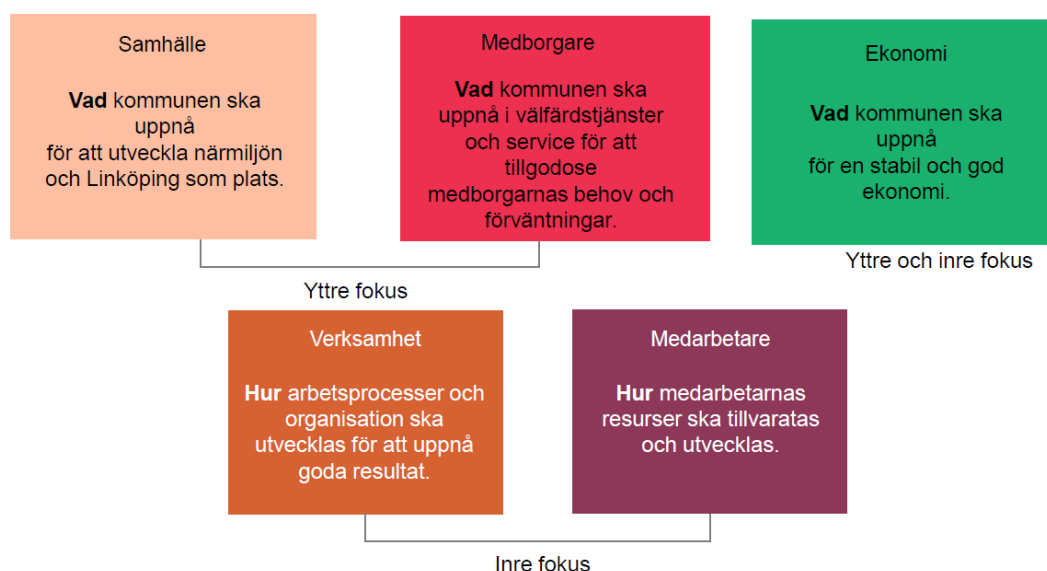 Samhälle
Vad kommunen ska
uppnå
för att utveckla närmiljön
och Linköping som plats.
Medborgare
Vad kommunen ska
uppnå i välfärdstjänster
och service för att
tillgodose
medborgarnas behov och
förväntningar.
Ekonomi
Vad kommunen ska
uppnå
för en stabil och god
ekonomi.
Yttre och inre fokus
Yttre fokus
Verksamhet
Hur arbetsprocesser och
organisation ska
utvecklas för att uppnå
goda resultat.
Medarbetare
Hur medarbetarnas
resurser ska tillvaratas
och utvecklas.
Inre fokus